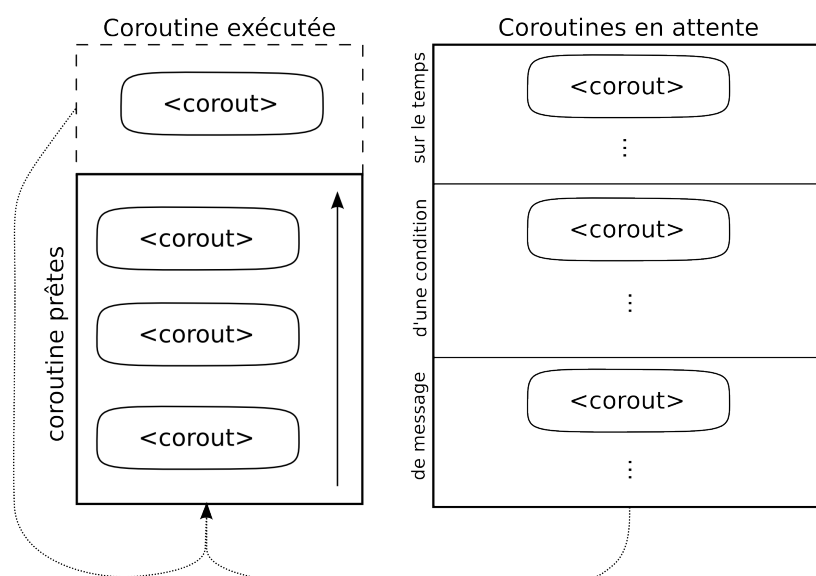 Coroutine exécutée
<corout>
coroutine prêtes
<corout>
<corout>
<corout>
Coroutines en attente
sur le temps
<corout>
...
d'une condition
<corout>
...
de message
<corout>
...